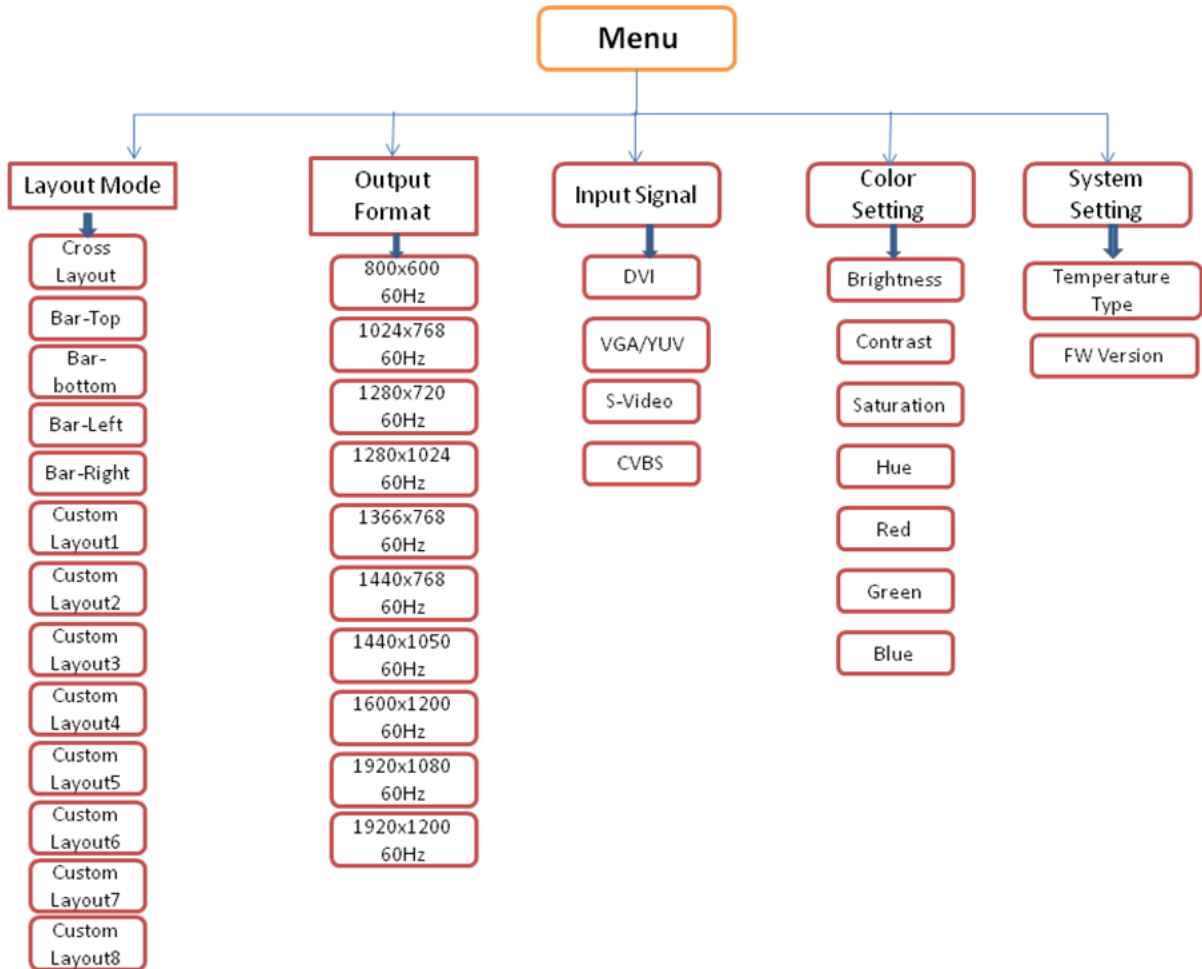 Menu
Layout Mode
Cross
Layout
Bar-Top
Bar-
bottom
Bar-Left
Bar-Right
Custom
Layout1
Custom
Layout2
Custom
Layout3
Custom
Layout4
Custom
Layout5
Custom
Layout6
Custom
Layout7
Custom
Layout8
Output
Format
800x600
60Hz
1024x768
60Hz
1280x720
60Hz
1280x1024
60Hz
1366x768
60Hz
1440x768
60Hz
1440x1050
60Hz
1600x1200
60Hz
1920x1080
60Hz
1920x1200
60Hz
Input Signal
DVI
VGA/YUV
S-Video
CVBS
Color
Setting
Brightness
Contrast
Saturation
Hue
Red
Green
Blue
System
Setting
Temperature
Type
FW Version